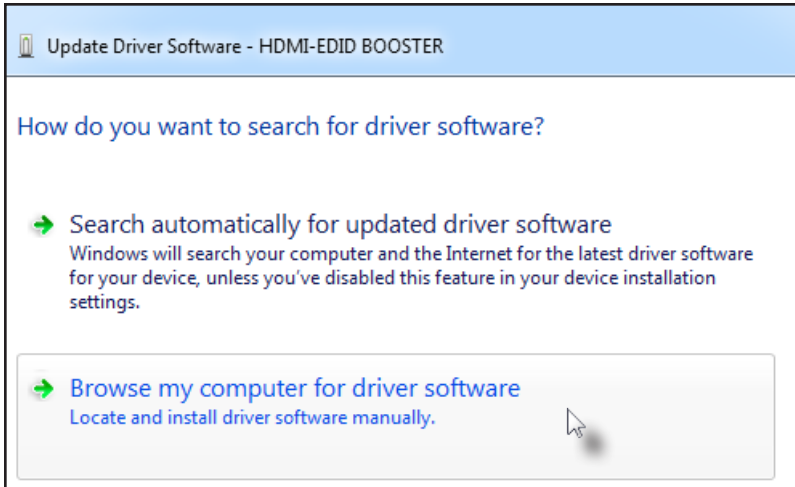 Update Driver Software - HDMI-EDID BOOSTER
How do you want to search for driver software?
Search automatically for updated driver software
Windows will search your computer and the Internet for the latest driver software
for your device, unless you've disabled this feature in your device installation
settings.
Browse my computer for driver software
Locate and install driver software manually.